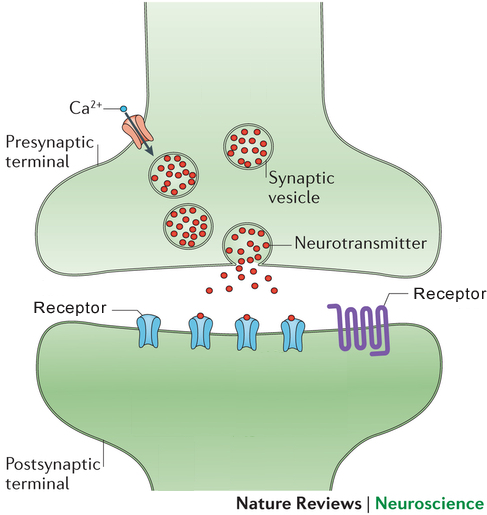 Ca²⁺
Presynaptic
terminal
Synaptic
vesicle
Neurotransmitter
Receptor
Receptor
Postsynaptic
terminal
Nature Reviews | Neuroscience